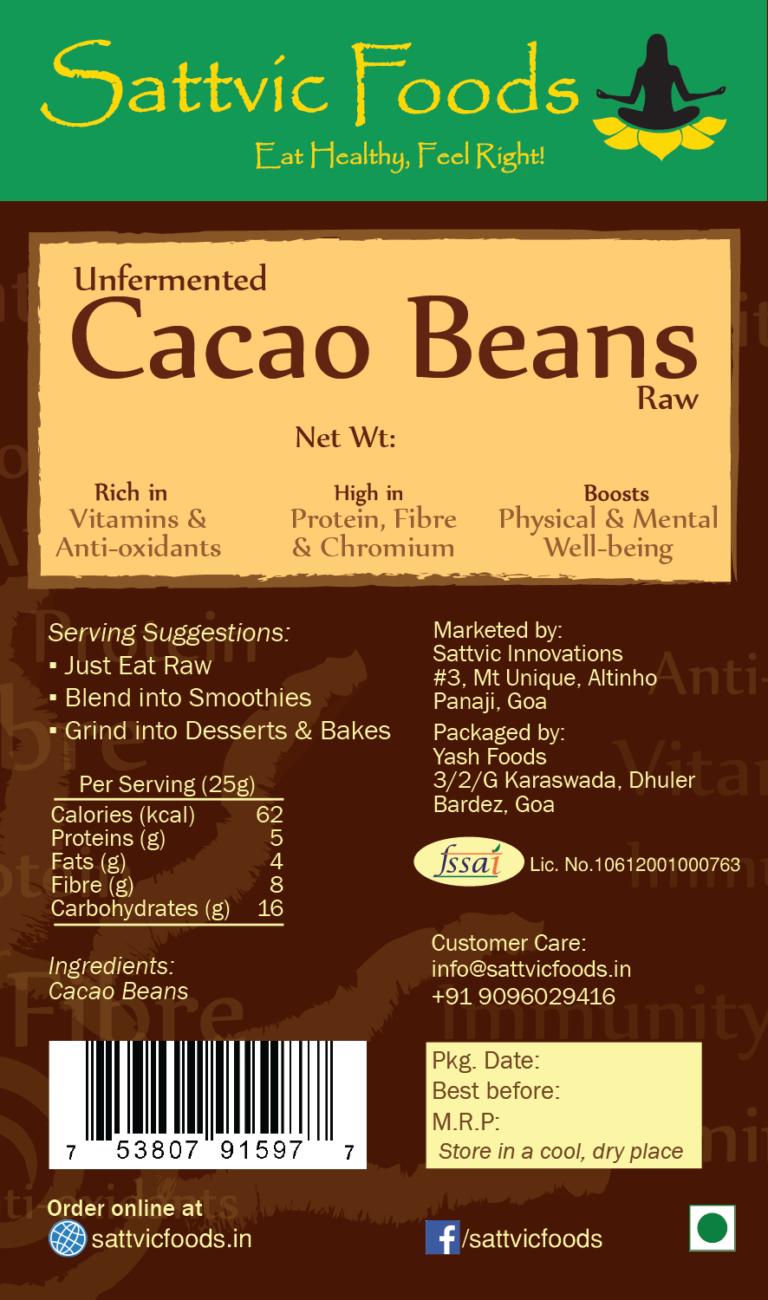 Sattvic Foods
Eat Healthy, Feel Right!
Unfermented
Cacao Beans
Raw
Net Wt:
Rich in
Vitamins &
Anti-oxidants
High in
Protein, Fibre
& Chromium
Boosts
Physical & Mental
Well-being
Serving Suggestions:
▪ Just Eat Raw
▪ Blend into Smoothies
▪ Grind into Desserts & Bakes
Per Serving (25g)
Calories (kcal) 62
Proteins (g) 5
Fats (g) 4
Fibre (g) 8
Carbohydrates (g) 16
Ingredients:
Cacao Beans
Marketed by:
Sattvic Innovations
#3, Mt Unique, Altinho
Panaji, Goa
Packaged by:
Yash Foods
3/2/G Karaswada, Dhuler
Bardez, Goa
fssai Lic. No.10612001000763
Customer Care:
info@sattvicfoods.in
+91 9096029416
7 53807 91597 7
Pkg. Date:
Best before:
M.R.P:
Store in a cool, dry place
Order online at
sattvicfoods.in
f/sattvicfoods
Protein
Fibre
Immunity